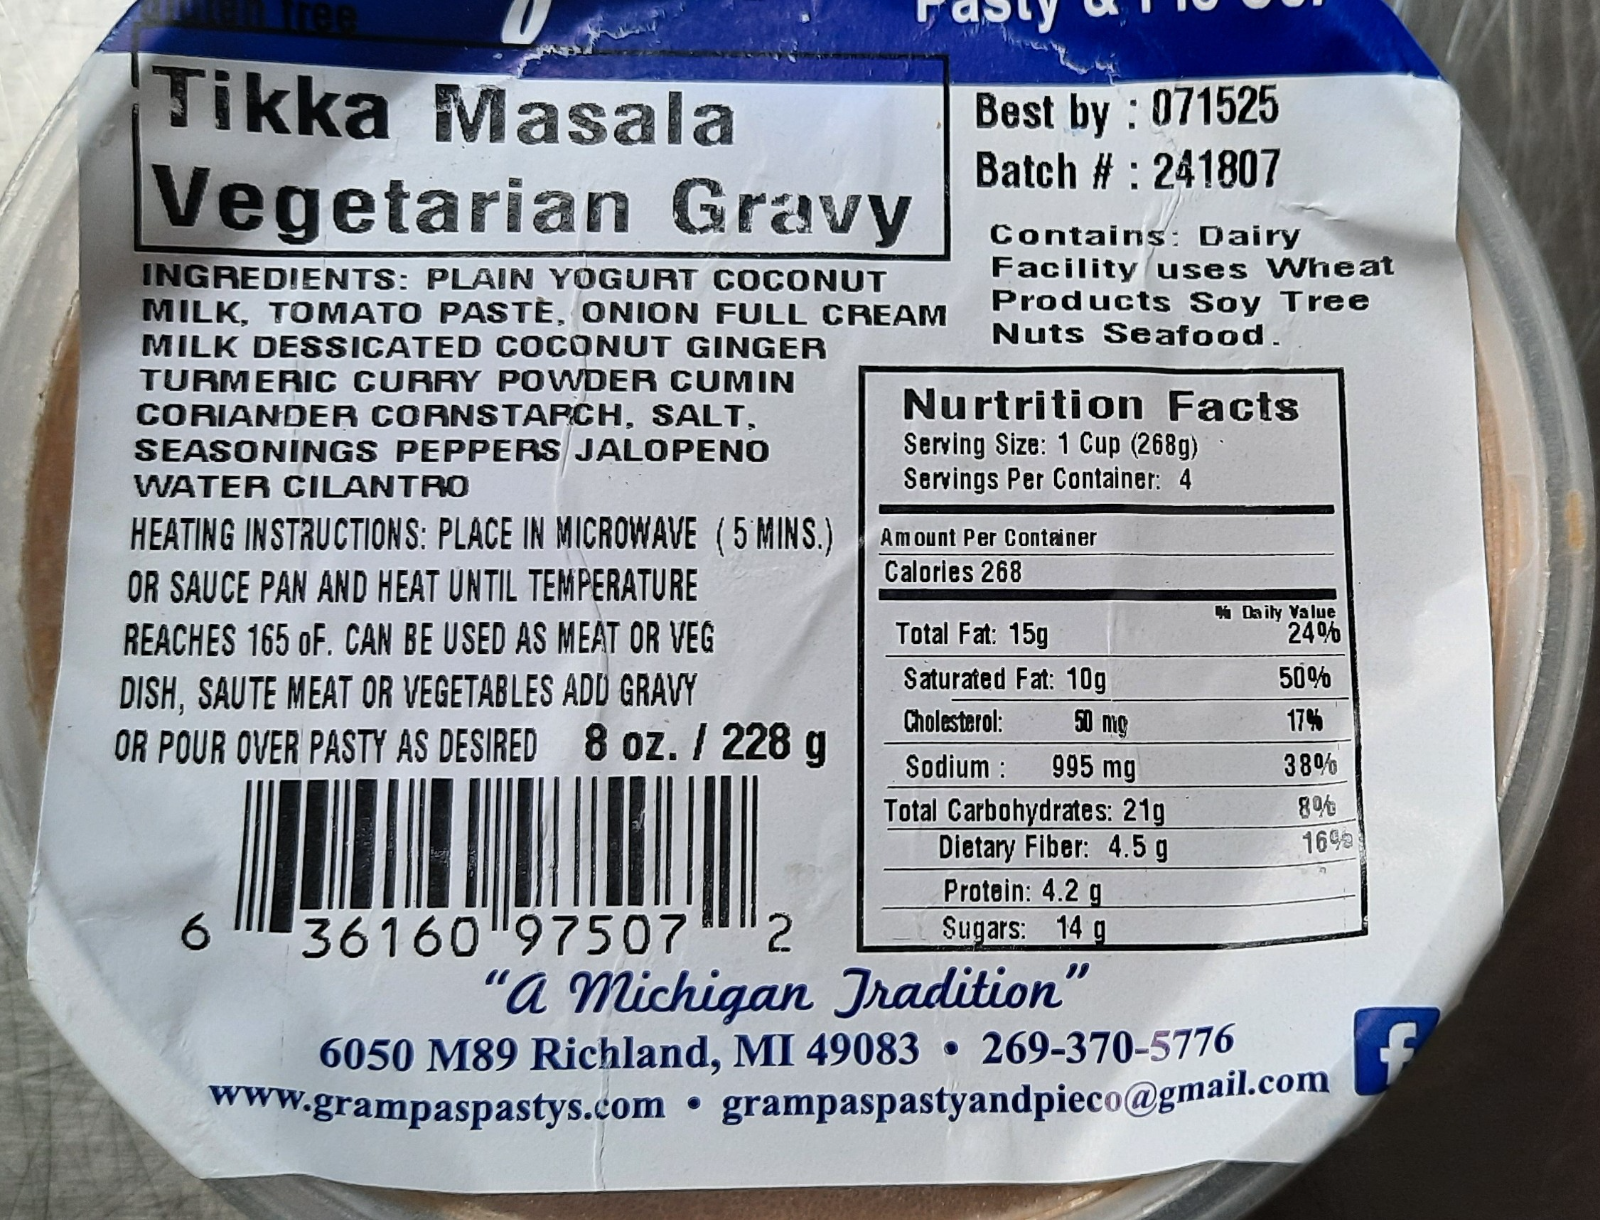 gluten free
Pasty & Pie Co.
Tikka Masala
Vegetarian Gravy
Best by : 071525
Batch # : 241807
Contains: Dairy
Facility uses Wheat
Products Soy Tree
Nuts Seafood.
INGREDIENTS: PLAIN YOGURT COCONUT
MILK, TOMATO PASTE, ONION FULL CREAM
MILK DESSICATED COCONUT GINGER
TURMERIC CURRY POWDER CUMIN
CORIANDER CORNSTARCH, SALT,
SEASONINGS PEPPERS JALOPENO
WATER CILANTRO
HEATING INSTRUCTIONS: PLACE IN MICROWAVE (5 MINS.)
OR SAUCE PAN AND HEAT UNTIL TEMPERATURE
REACHES 165 oF. CAN BE USED AS MEAT OR VEG
DISH, SAUTE MEAT OR VEGETABLES ADD GRAVY
OR POUR OVER PASTY AS DESIRED 8 oz. / 228 g
6 36160 97507 2
Nurtrition Facts
Serving Size: 1 Cup (268g)
Servings Per Container: 4
Amount Per Container
Calories 268
% Daily Value
Total Fat: 15g 24%
Saturated Fat: 10g 50%
Cholesterol: 50 mg 17%
Sodium : 995 mg 38%
Total Carbohydrates: 21g 8%
Dietary Fiber: 4.5 g 16%
Protein: 4.2 g
Sugars: 14 g
"A Michigan Tradition"
6050 M89 Richland, MI 49083 • 269-370-5776
www.grampaspastys.com • grampaspastyandpieco@gmail.com
f